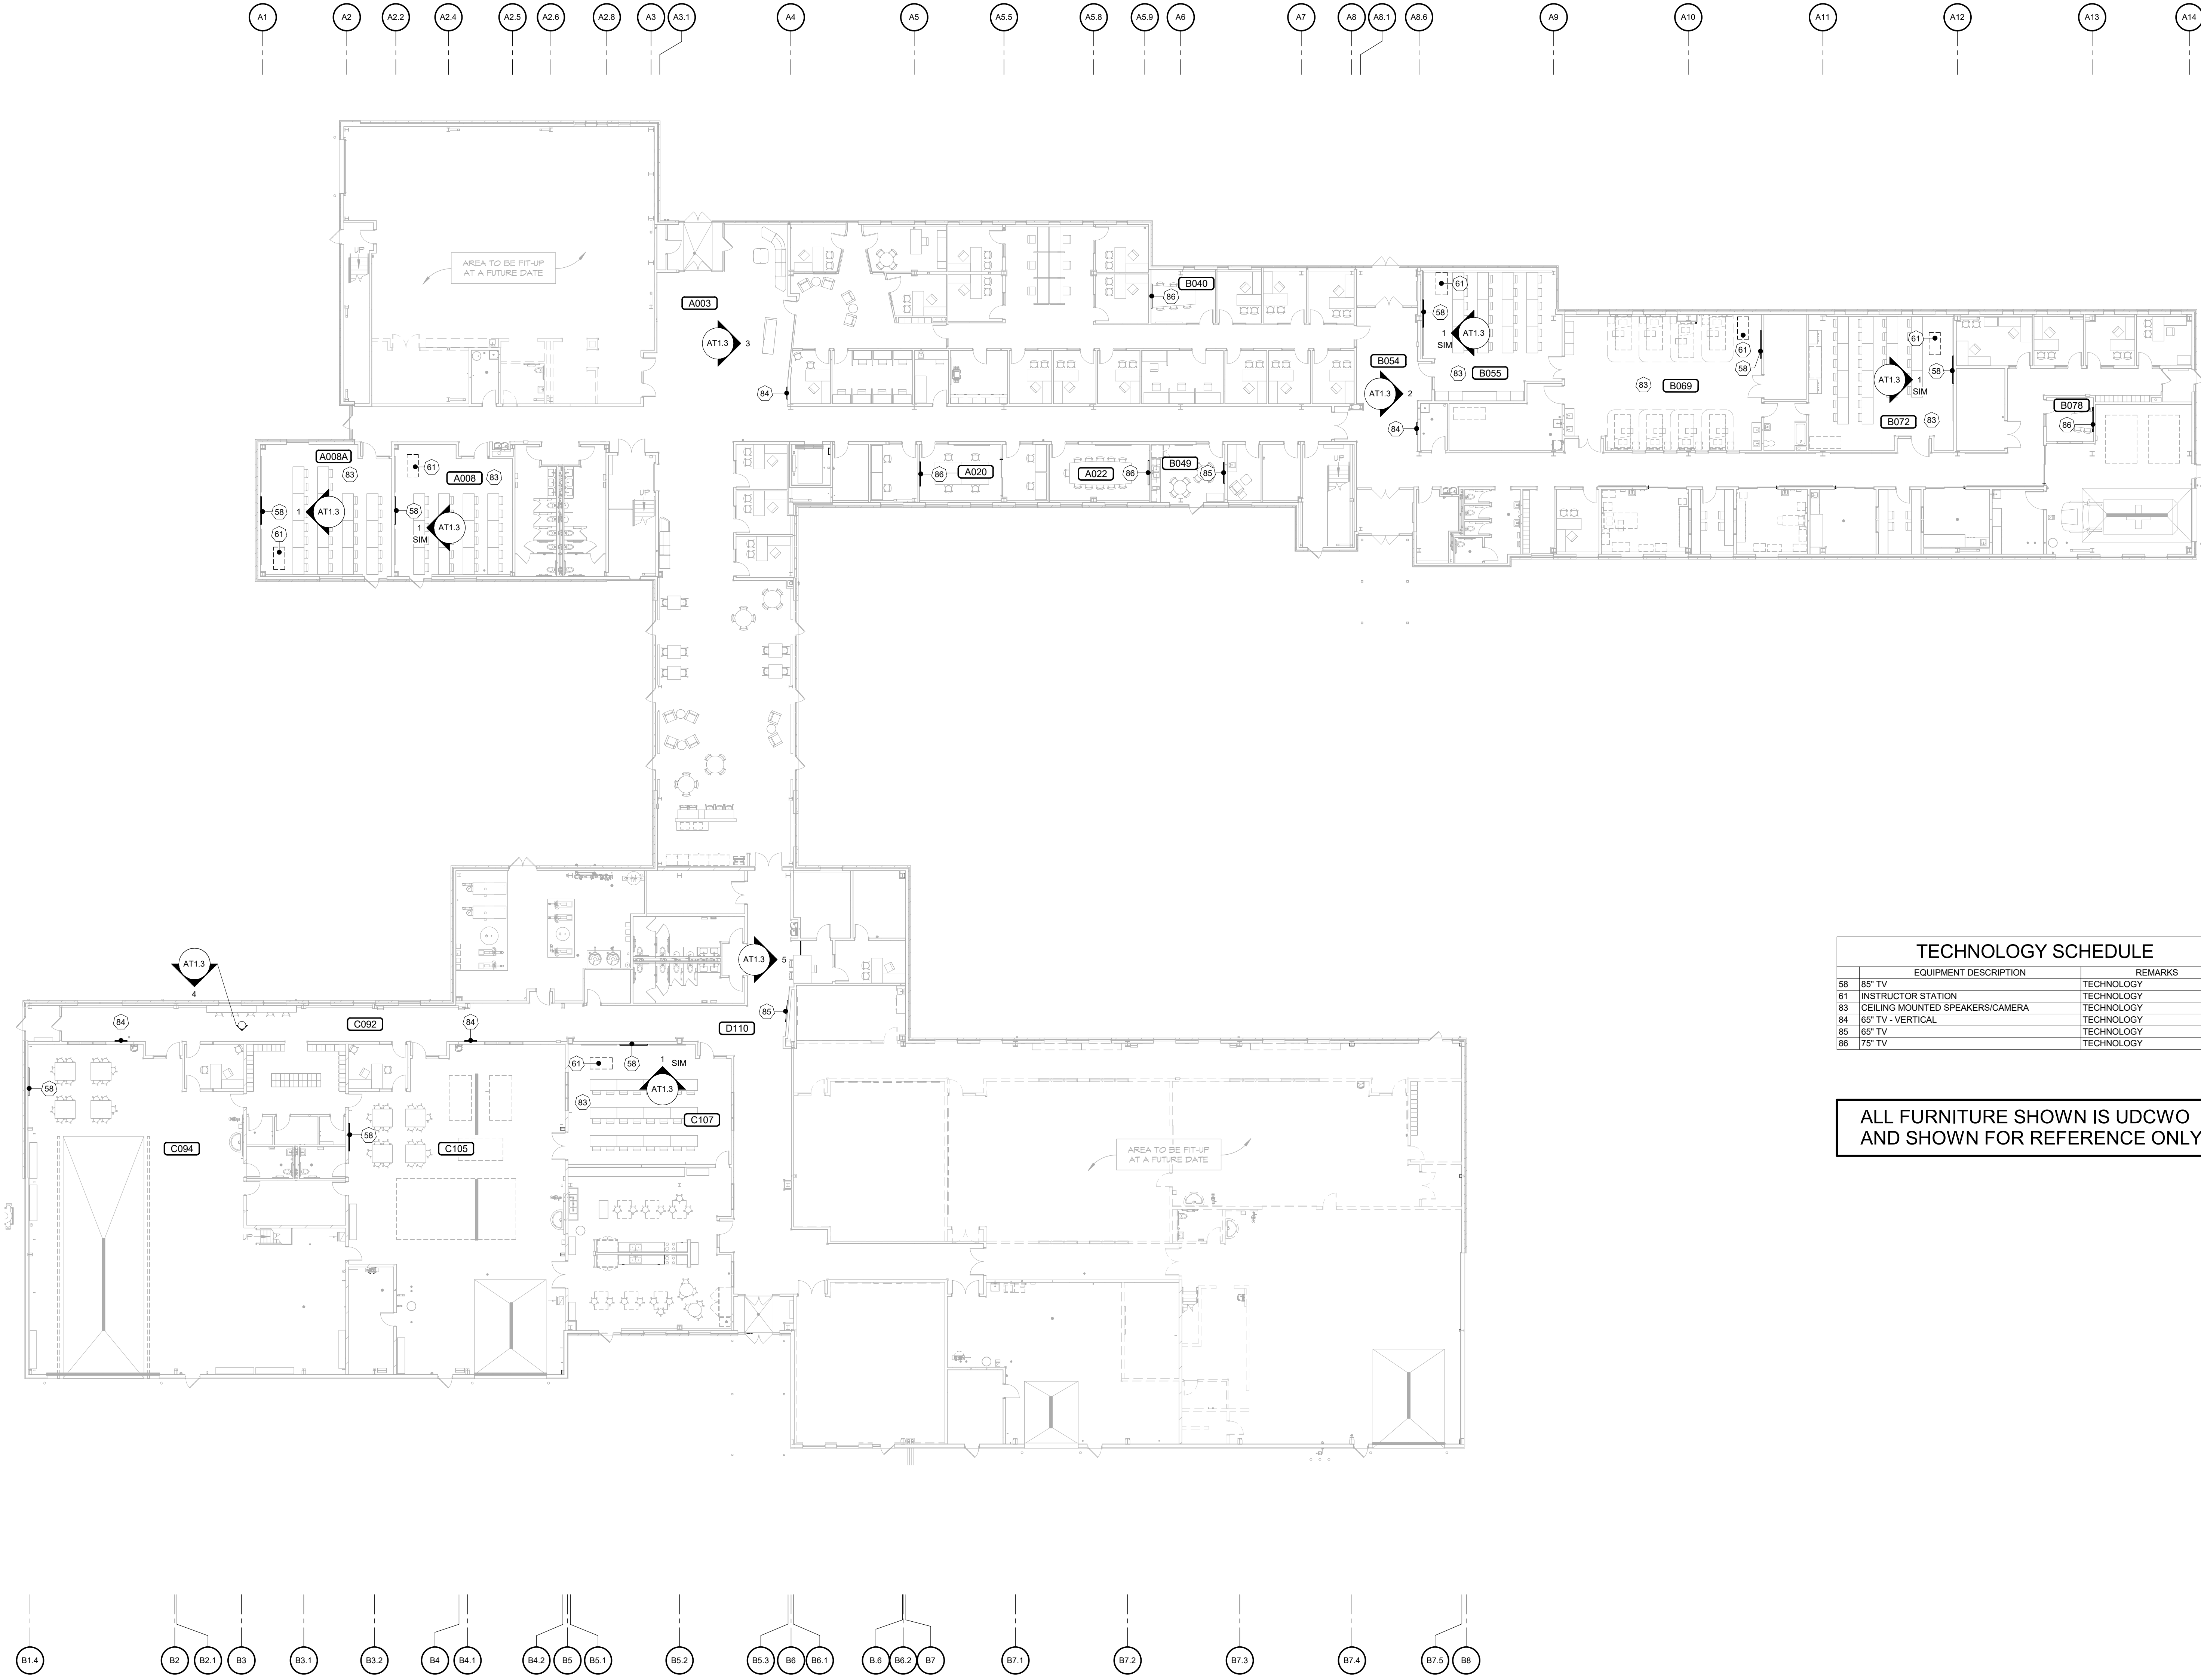 A1 A2 A2.2 A2.4 A2.5 A2.6 A2.8 A3 A3.1 A4 A5 A5.5 A5.8 A5.9 A6 A7 A8 A8.1 A8.6 A9 A10 A11 A12 A13 A14
UP
AREA TO BE FIT-UP
AT A FUTURE DATE
A003
AT1.3
3
84
B040
86
B054
AT1.3
2
84
61
58
1
AT1.3
SIM
83
B055
83
B069
61
58
61
AT1.3
1
SIM
58
B072
83
B078
86
A008A
83
58
1
AT1.3
61
61
A008
83
58
1
AT1.3
SIM
UP
86
A020
A022
86
B049
85
UP
AT1.3
4
AT1.3
5
85
D110
84
C092
84
58
C094
UP
58
C105
61
58
1
SIM
AT1.3
83
C107
AREA TO BE FIT-UP
AT A FUTURE DATE
TECHNOLOGY SCHEDULE
EQUIPMENT DESCRIPTION REMARKS
58 85" TV TECHNOLOGY
61 INSTRUCTOR STATION TECHNOLOGY
83 CEILING MOUNTED SPEAKERS/CAMERA TECHNOLOGY
84 65" TV - VERTICAL TECHNOLOGY
85 65" TV TECHNOLOGY
86 75" TV TECHNOLOGY
ALL FURNITURE SHOWN IS UDCWO
AND SHOWN FOR REFERENCE ONLY
B1.4 B2 B2.1 B3 B3.1 B3.2 B4 B4.1 B4.2 B5 B5.1 B5.2 B5.3 B6 B6.1 B.6 B6.2 B7 B7.1 B7.2 B7.3 B7.4 B7.5 B8